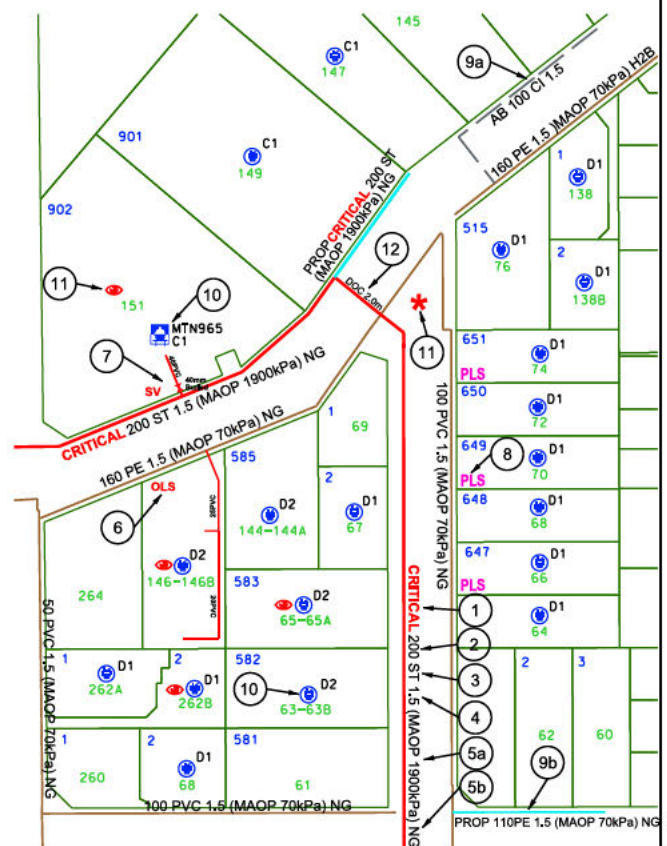 145
C1
147
9a
AB 100 CI 1.5
160 PE 1.5 )MAOP 70kPa) H2B
901
C1
149
1
D1
138
902
PROP CRITICAL 200 ST
(MAOP 1900kPa) NG
515
D1
76
2
D1
138B
12
DOC 2.0m
11
151
10
MTN965
C1
11
7
40mm
SV
651
D1
74
PLS
650
D1
72
CRITICAL 200 ST 1.5 (MAOP 1900kPa) NG
160 PE 1.5 (MAOP 70kPa) NG
100 PVC 1.5 (MAOP 70kPa) NG
1
69
649
D1
70
PLS
8
585
2
D1
67
OLS
6
D2
144-144A
648
D1
68
D2
146-146B
264
647
D1
66
PLS
583
D2
65-65A
CRITICAL 200 ST 1.5 (MAOP 1900kPa) NG
1
D1
64
2
3
4
5a
5b
50 PVC 1.5 (MAOP 70kPa) NG
1
D1
262A
2
D1
262B
582
10
D2
63-63B
2
62
3
60
1
260
2
D1
68
581
61
9b
100 PVC 1.5 (MAOP 70kPa) NG
PROP 110PE 1.5 (MAOP 70kPa) NG